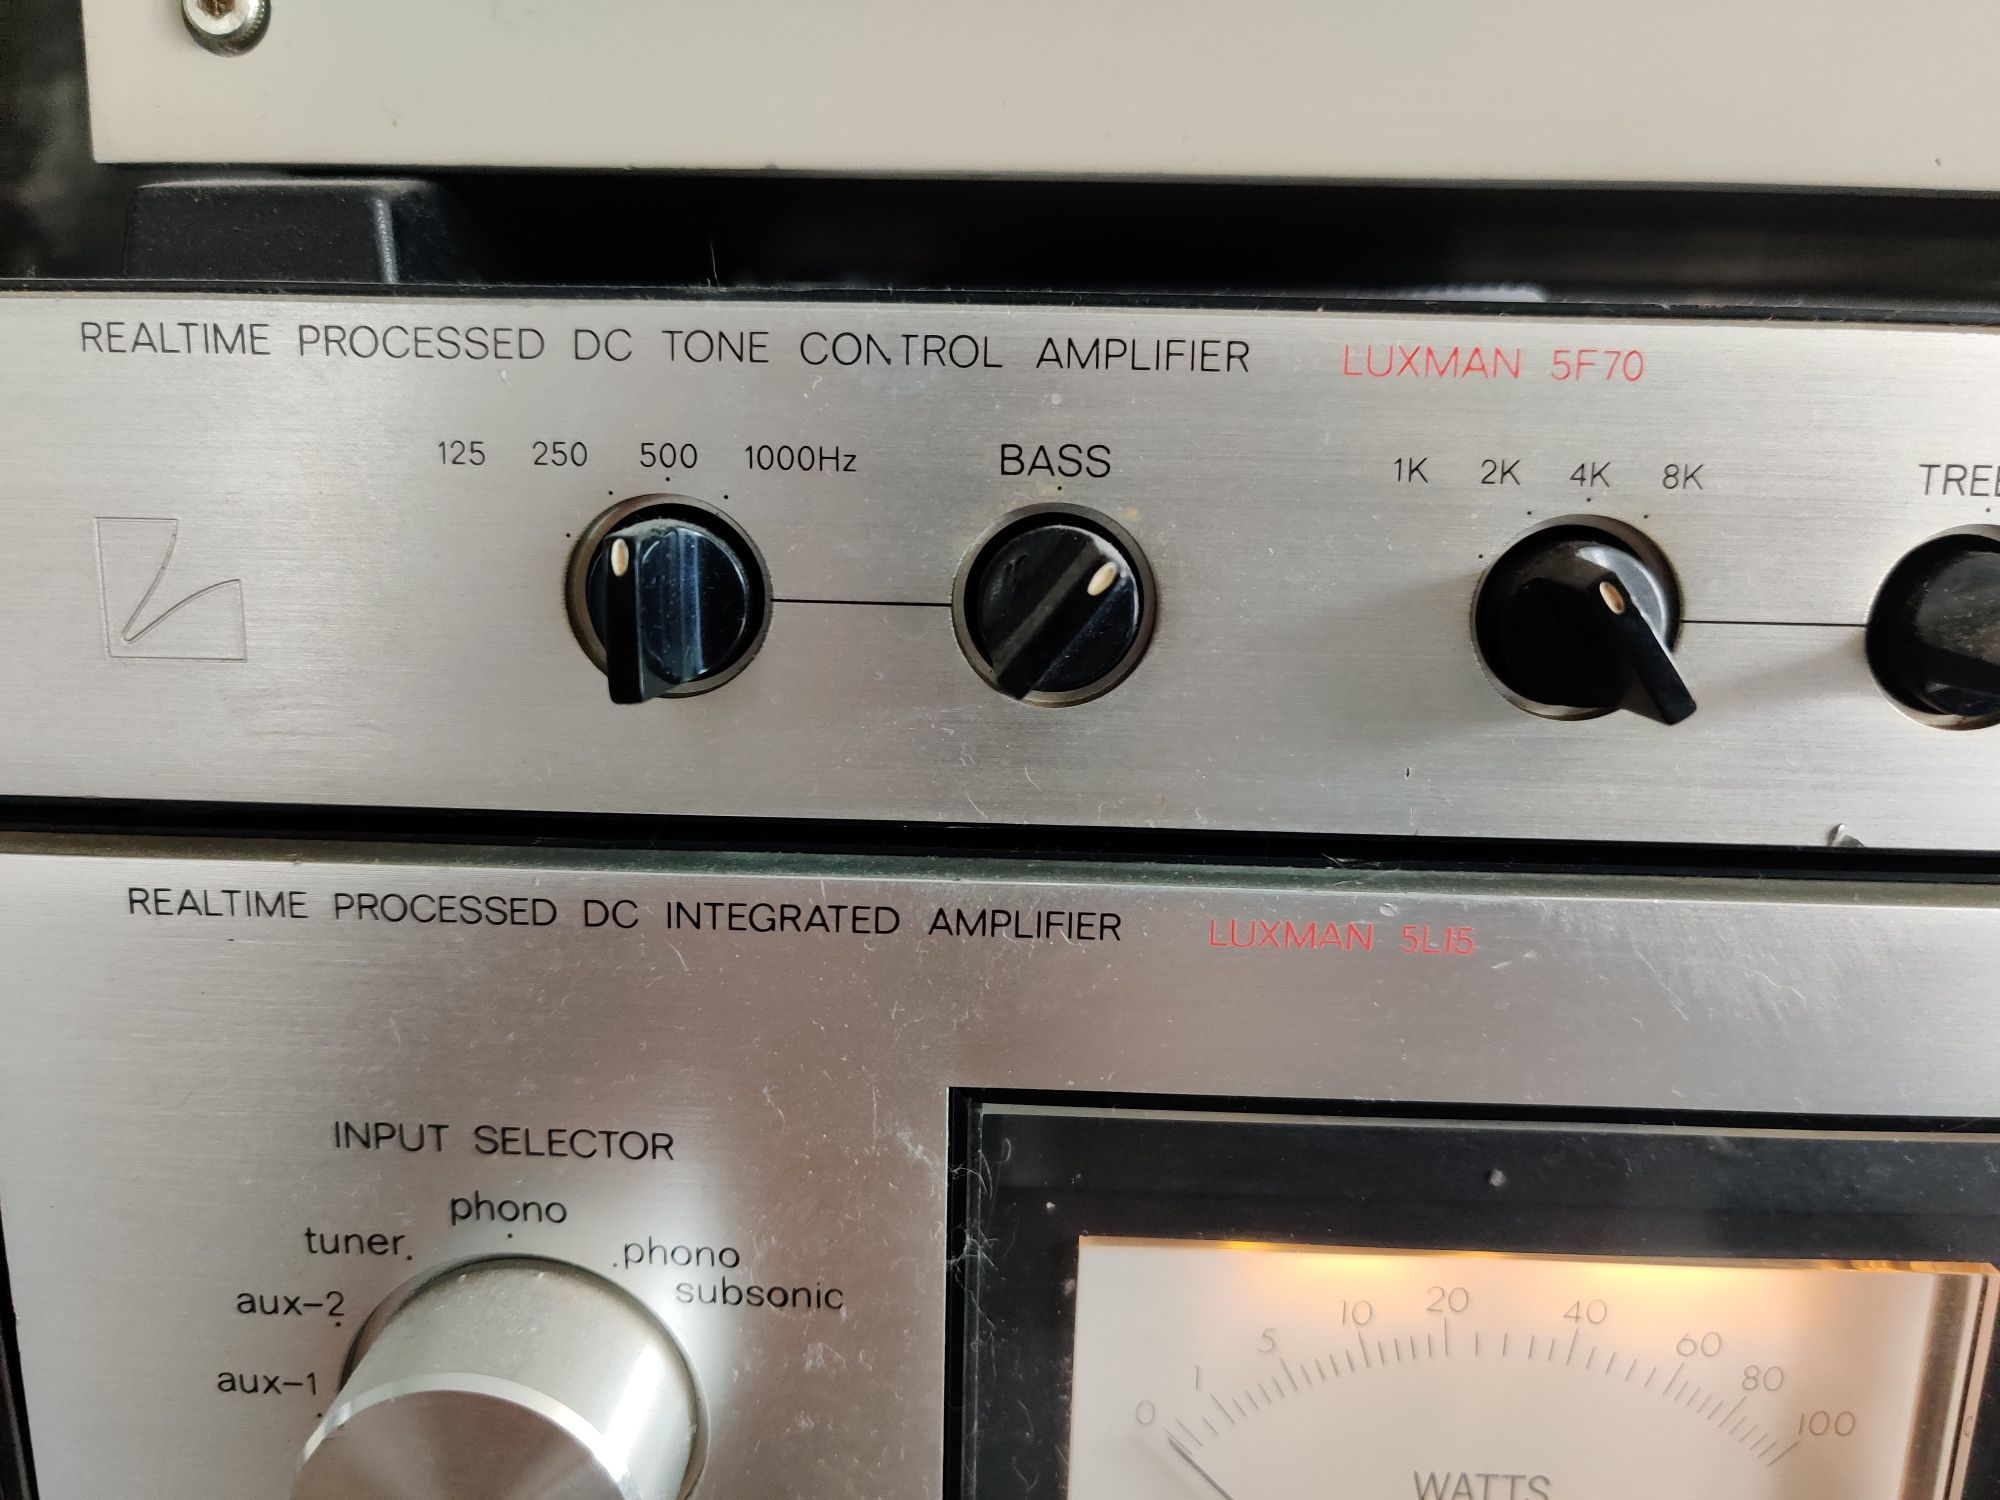 REALTIME PROCESSED DC TONE CONTROL AMPLIFIER LUXMAN 5F70
125 250 500 1000Hz BASS 1K 2K 4K 8K TREB
REALTIME PROCESSED DC INTEGRATED AMPLIFIER LUXMAN 5L15
INPUT SELECTOR
phono
tuner
phono
subsonic
aux-2
aux-1
0 1 5 10 20 40 60 80 100
WATTS